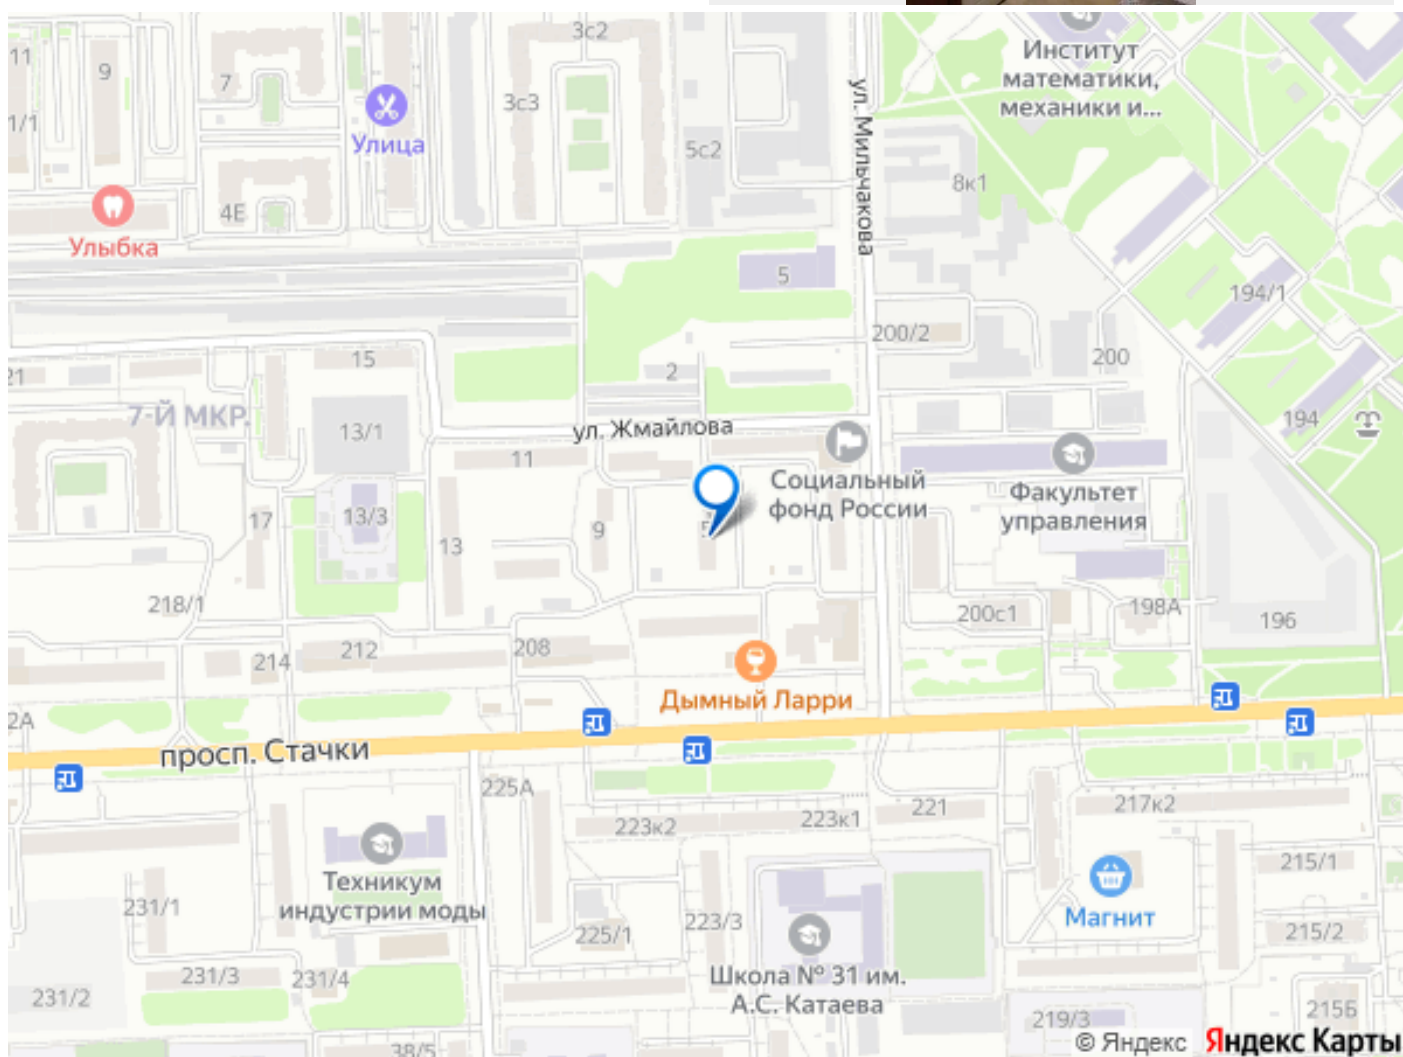 3с2
Институт
математики,
механики и...
11
9
7
3с3
ул. Мильчакова
1/1
Улица
5с2
8к1
4Е
Улыбка
5
194/1
200/2
200
15
2
21
7-Й МКР.
13/1
194
ул. Жмайлова
11
Социальный
фонд России
Факультет
управления
17
13/3
9
5
13
218/1
200с1
198А
196
208
212
214
Дымный Ларри
2А
просп. Стачки
225А
223к2
223к1
221
217к2
215/1
Техникум
индустрии моды
231/1
Магнит
223/3
225/1
215/2
231/3
231/4
Школа № 31 им.
А.С. Катаева
231/2
219/3
215Б
38/5
© Яндекс Яндекс Карты